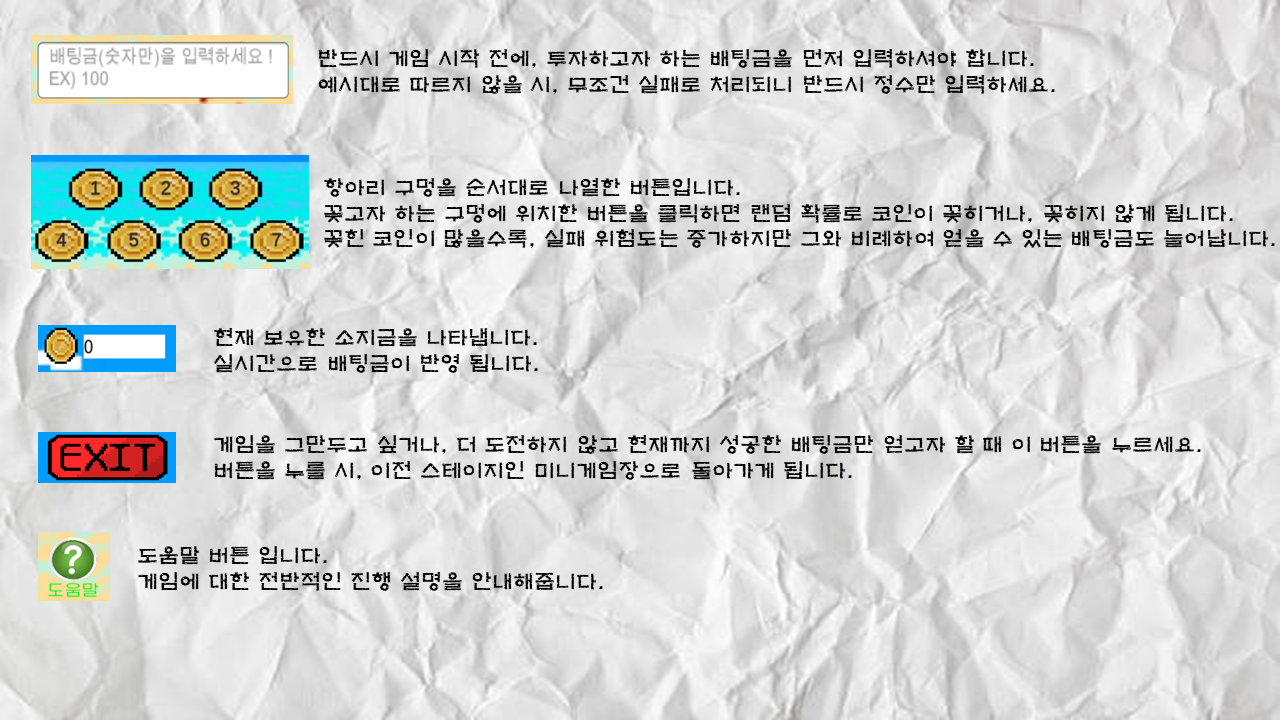 배팅금(숫자만)을 입력하세요 !
EX) 100
반드시 게임 시작 전에, 투자하고자 하는 배팅금을 먼저 입력하셔야 합니다.
예시대로 따르지 않을 시, 무조건 실패로 처리되니 반드시 정수만 입력하세요.
1 2 3
4 5 6 7
항아리 구멍을 순서대로 나열한 버튼입니다.
꽂고자 하는 구멍에 위치한 버튼을 클릭하면 랜덤 확률로 코인이 꽂히거나, 꽂히지 않게 됩니다.
꽂힌 코인이 많을수록, 실패 위험도는 증가하지만 그와 비례하여 얻을 수 있는 배팅금도 늘어납니다.
0
현재 보유한 소지금을 나타냅니다.
실시간으로 배팅금이 반영 됩니다.
EXIT
게임을 그만두고 싶거나, 더 도전하지 않고 현재까지 성공한 배팅금만 얻고자 할 때 이 버튼을 누르세요.
버튼을 누를 시, 이전 스테이지인 미니게임장으로 돌아가게 됩니다.
?
도움말
도움말 버튼 입니다.
게임에 대한 전반적인 진행 설명을 안내해줍니다.